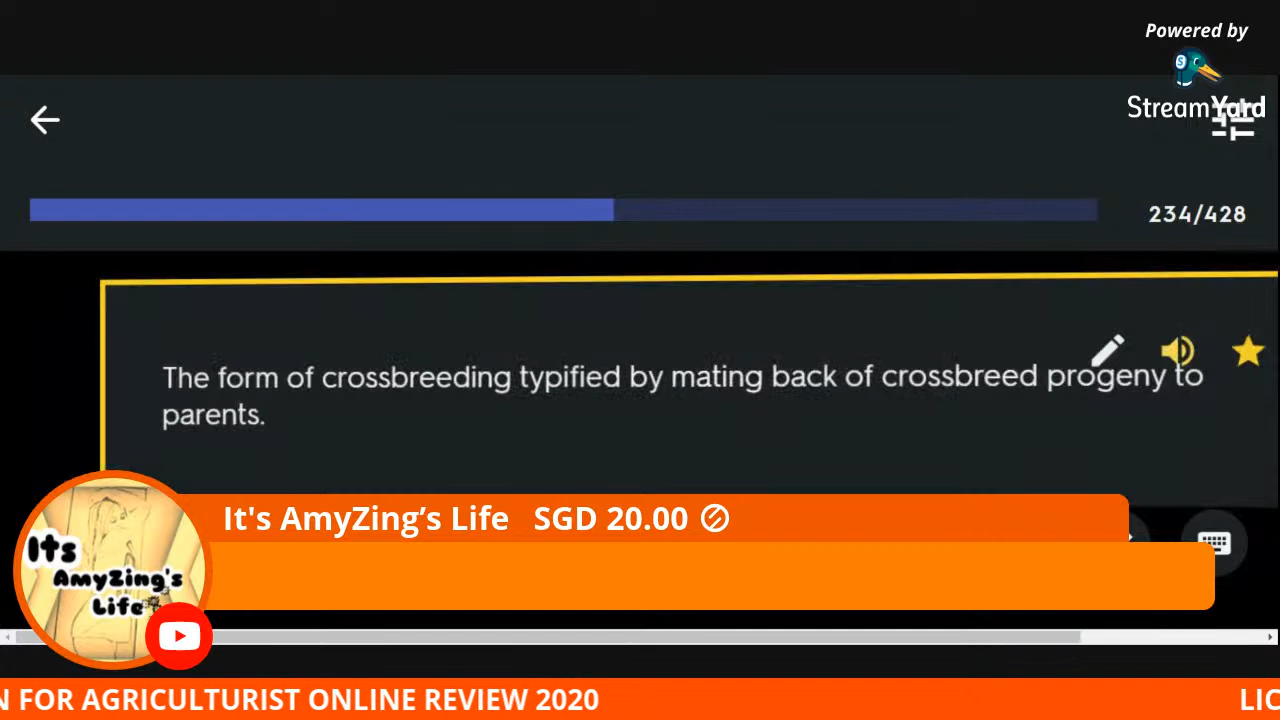 Powered by
StreamYard
234/428
The form of crossbreeding typified by mating back of crossbreed progeny to
parents.
It's AmyZing’s Life SGD 20.00
Its
AmyZing's
Life
N FOR AGRICULTURIST ONLINE REVIEW 2020
LIC